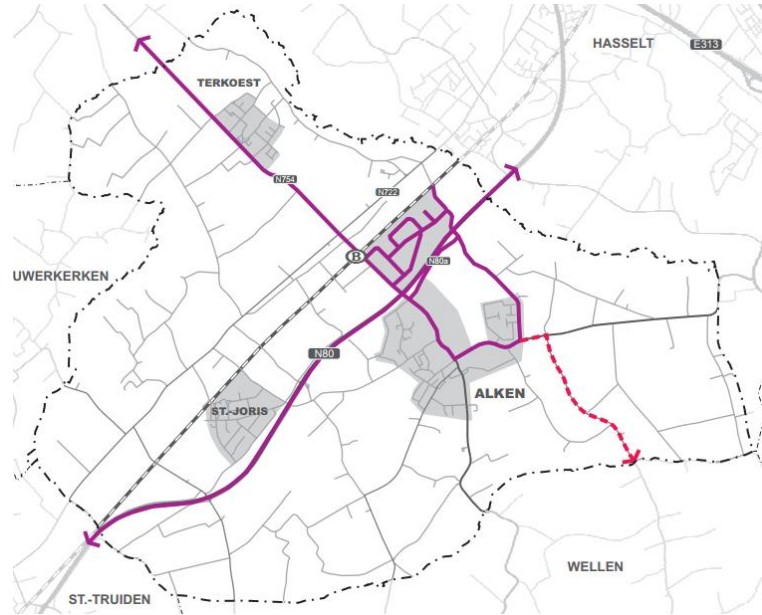 HASSELT
E313
TERKOEST
N754
N722
UWERKERKEN
B
N80a
N80
ST.-JORIS
ALKEN
WELLEN
ST.-TRUIDEN